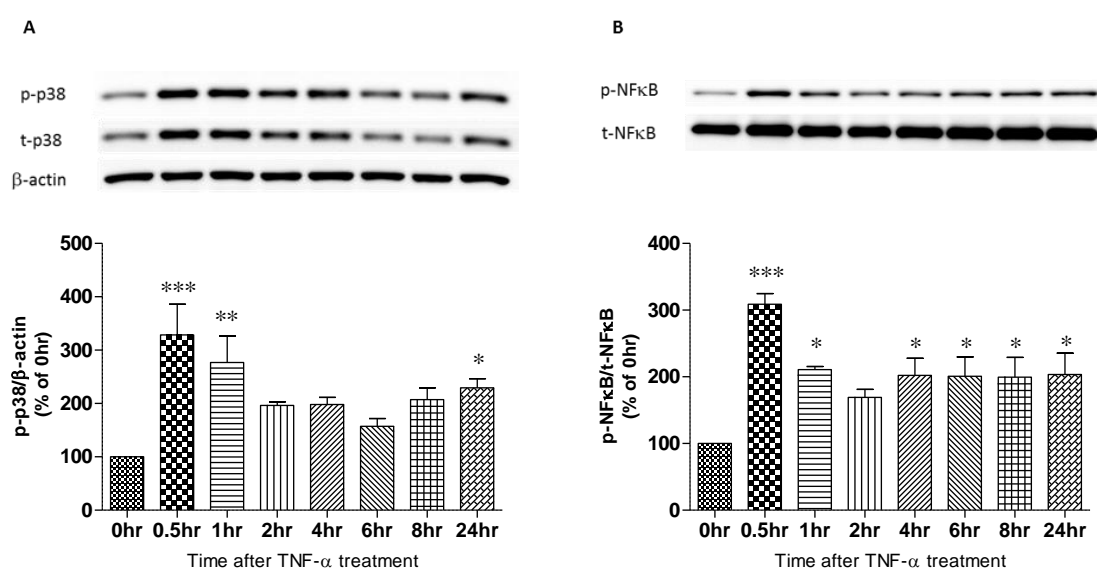 A
p-p38
t-p38
β-actin
p-p38/β-actin
(% of 0hr)
500
400
300
200
100
0
***
**
*
0hr 0.5hr 1hr 2hr 4hr 6hr 8hr 24hr
Time after TNF-α treatment
B
p-NFκB
t-NFκB
p-NFκB/t-NFκB
(% of 0hr)
400
300
200
100
0
***
*
*
*
*
*
0hr 0.5hr 1hr 2hr 4hr 6hr 8hr 24hr
Time after TNF-α treatment